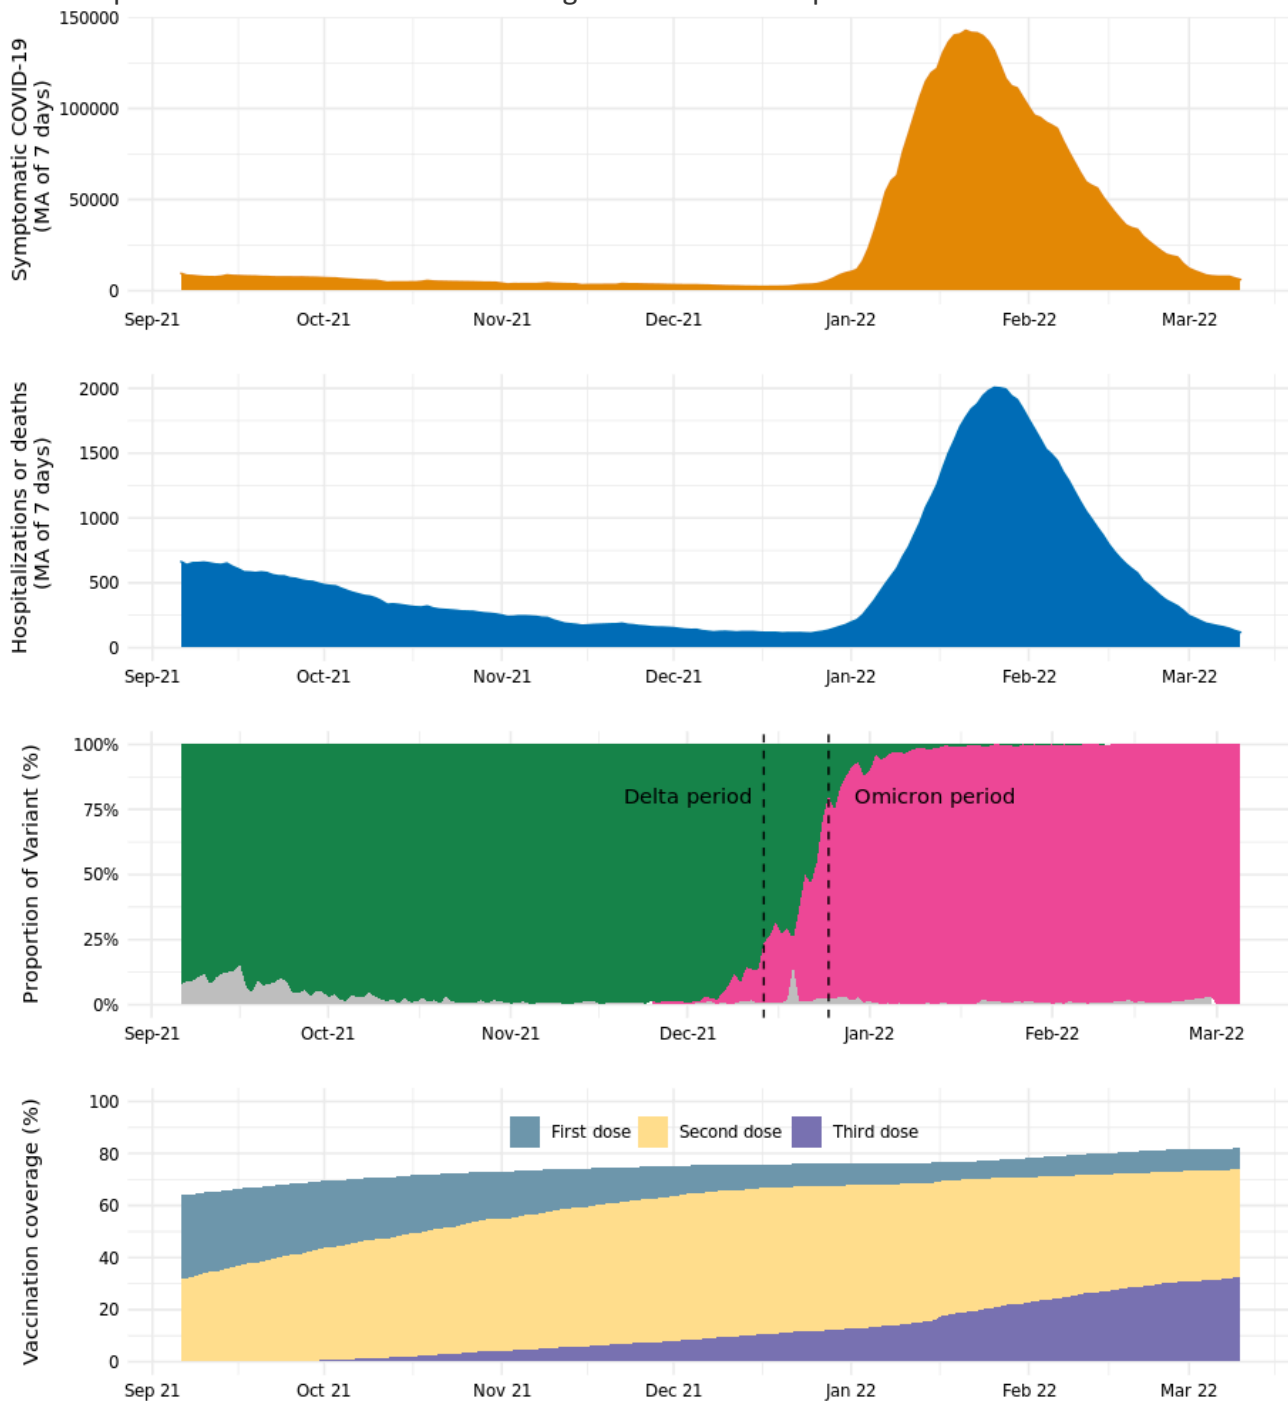 Symptomatic COVID-19
(MA of 7 days)
150000
100000
50000
0
Sep-21 Oct-21 Nov-21 Dec-21 Jan-22 Feb-22 Mar-22
Hospitalizations or deaths
(MA of 7 days)
2000
1500
1000
500
0
Sep-21 Oct-21 Nov-21 Dec-21 Jan-22 Feb-22 Mar-22
Proportion of Variant (%)
100%
75%
50%
25%
0%
Delta period Omicron period
Sep-21 Oct-21 Nov-21 Dec-21 Jan-22 Feb-22 Mar-22
Vaccination coverage (%)
100
80
60
40
20
0
First dose Second dose Third dose
Sep 21 Oct 21 Nov 21 Dec 21 Jan 22 Feb 22 Mar 22